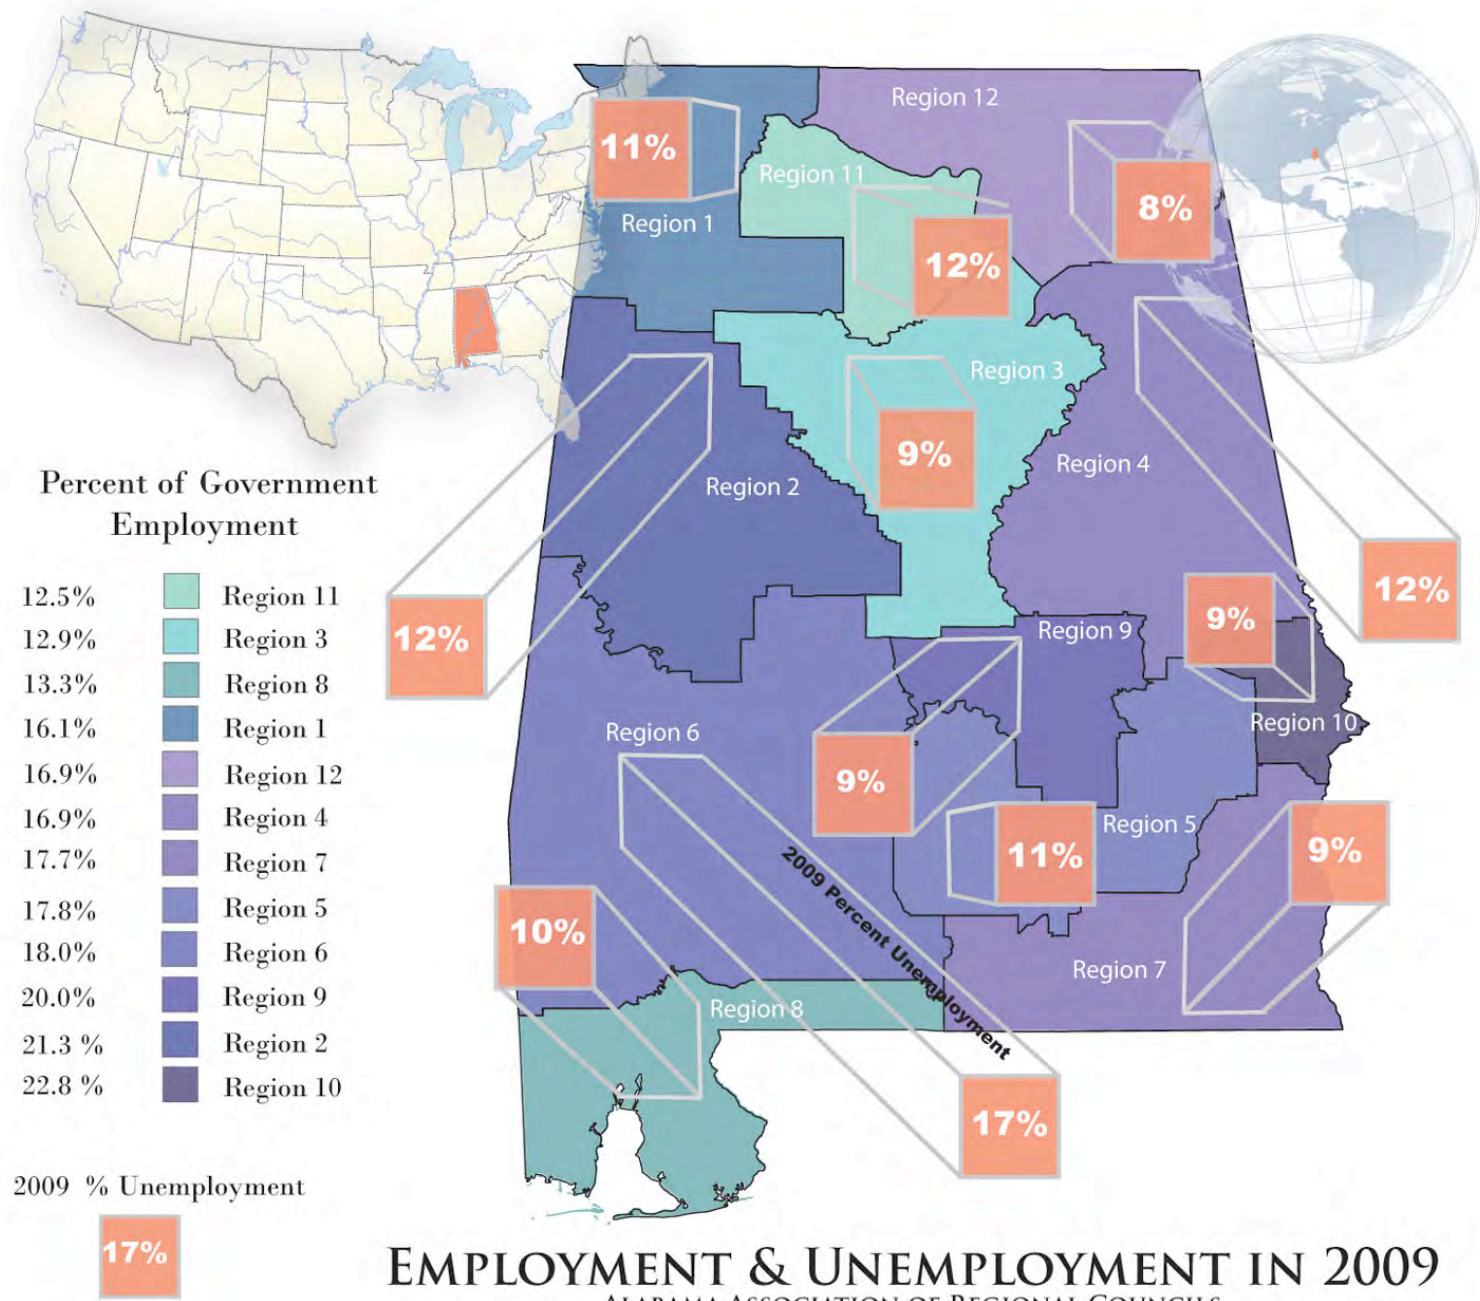 Region 12
11%
Region 11
8%
Region 1
12%
Region 3
9%
Region 4
Region 2
Percent of Government
Employment
12.5% Region 11
12.9% Region 3
13.3% Region 8
16.1% Region 1
16.9% Region 12
16.9% Region 4
17.7% Region 7
17.8% Region 5
18.0% Region 6
20.0% Region 9
21.3 % Region 2
22.8 % Region 10
12%
12%
9%
Region 9
Region 10
Region 6
9%
Region 5
11%
9%
2009 Percent Unemployment
10%
Region 7
Region 8
17%
2009 % Unemployment
17%
EMPLOYMENT & UNEMPLOYMENT IN 2009
ALABAMA ASSOCIATION OF REGIONAL COUNCILS